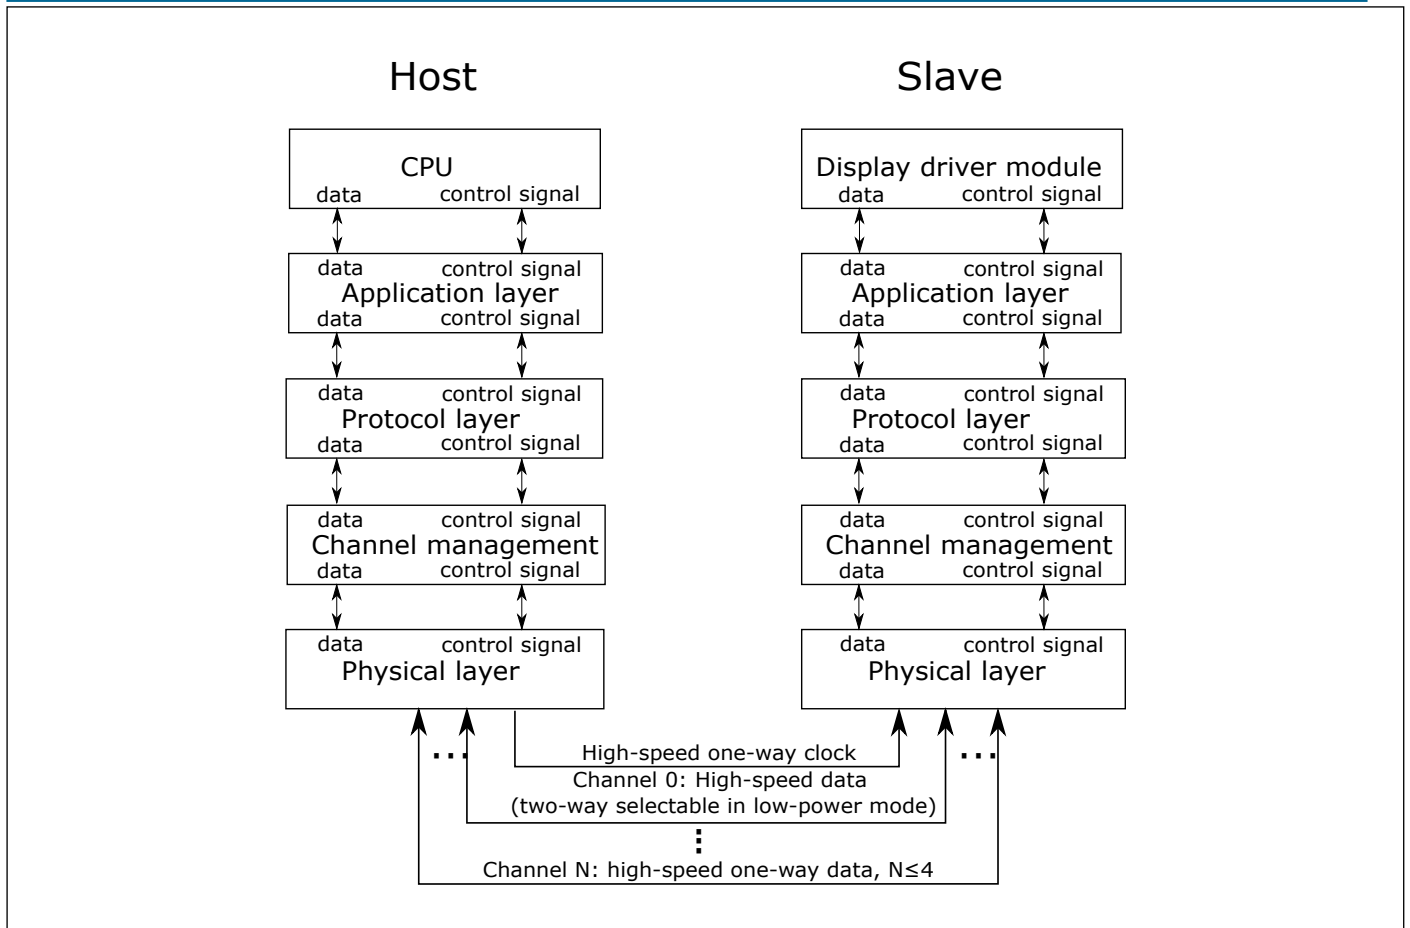 Host
Slave
CPU
data control signal
data control signal
Application layer
data control signal
data control signal
Protocol layer
data control signal
data control signal
Channel management
data control signal
data control signal
Physical layer
Display driver module
data control signal
data control signal
Application layer
data control signal
data control signal
Protocol layer
data control signal
data control signal
Channel management
data control signal
data control signal
Physical layer
...
...
High-speed one-way clock
Channel 0: High-speed data
(two-way selectable in low-power mode)
⋮
Channel N: high-speed one-way data, N≤4